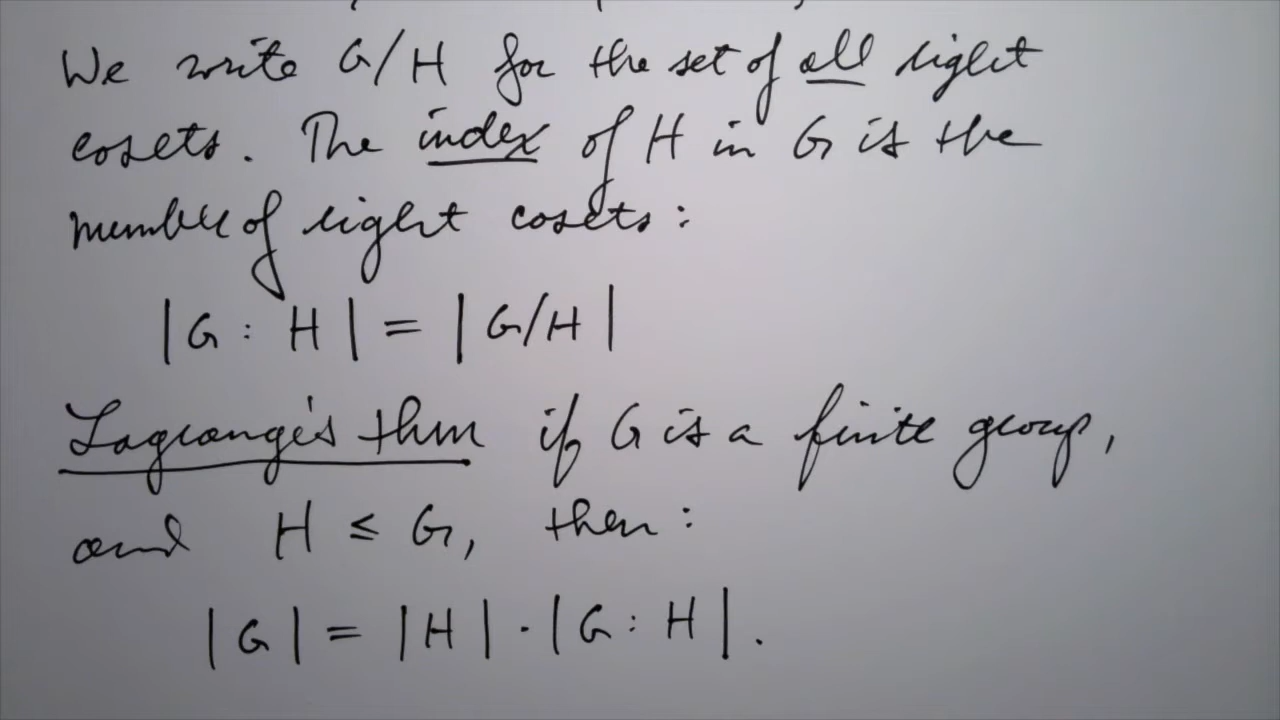 We write G/H for the set of all right
cosets. The index of H in G is the
number of right cosets:
|G : H| = |G/H|
Lagrange's thm if G is a finite group,
and H ≤ G, then:
|G| = |H| · |G : H|.